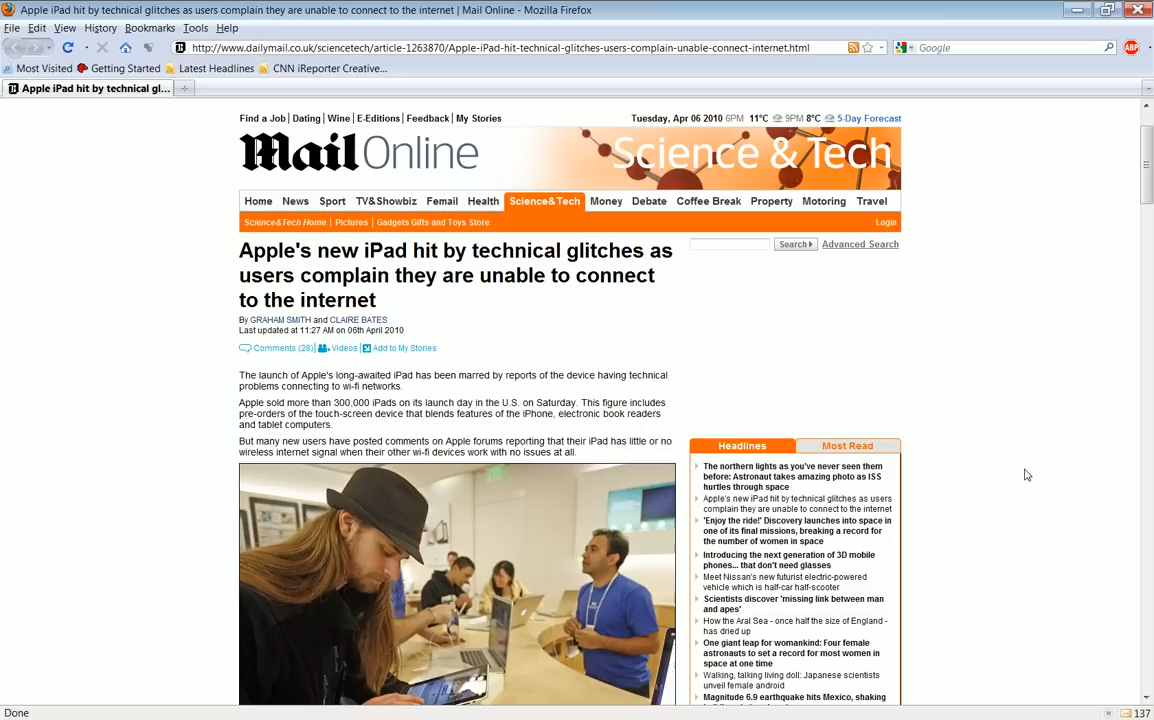 Apple iPad hit by technical glitches as users complain they are unable to connect to the internet | Mail Online - Mozilla Firefox
File Edit View History Bookmarks Tools Help
http://www.dailymail.co.uk/sciencetech/article-1263870/Apple-iPad-hit-technical-glitches-users-complain-unable-connect-internet.html
Google
ABP
Most Visited Getting Started Latest Headlines CNN iReporter Creative...
Apple iPad hit by technical gl...
Find a Job | Dating | Wine | E-Editions | Feedback | My Stories
Tuesday, Apr 06 2010 6PM 11°C 9PM 8°C 5-Day Forecast
Mail Online
Science & Tech
Home News Sport TV&Showbiz Femail Health Science&Tech Money Debate Coffee Break Property Motoring Travel
Science&Tech Home | Pictures | Gadgets Gifts and Toys Store
Login
Apple's new iPad hit by technical glitches as
users complain they are unable to connect
to the internet
By GRAHAM SMITH and CLAIRE BATES
Last updated at 11:27 AM on 06th April 2010
Comments (28) | Videos | Add to My Stories
The launch of Apple's long-awaited iPad has been marred by reports of the device having technical
problems connecting to wi-fi networks.
Apple sold more than 300,000 iPads on its launch day in the U.S. on Saturday. This figure includes
pre-orders of the touch-screen device that blends features of the iPhone, electronic book readers
and tablet computers.
But many new users have posted comments on Apple forums reporting that their iPad has little or no
wireless internet signal when their other wi-fi devices work with no issues at all.
Search
Advanced Search
Headlines
Most Read
The northern lights as you've never seen them
before: Astronaut takes amazing photo as ISS
hurtles through space
Apple's new iPad hit by technical glitches as users
complain they are unable to connect to the internet
'Enjoy the ride!' Discovery launches into space in
one of its final missions, breaking a record for
the number of women in space
Introducing the next generation of 3D mobile
phones... that don't need glasses
Meet Nissan's new futurist electric-powered
vehicle which is half-car half-scooter
Scientists discover 'missing link between man
and apes'
How the Aral Sea - once half the size of England -
has dried up
One giant leap for womankind: Four female
astronauts to set a record for most women in
space at one time
Walking, talking living doll: Japanese scientists
unveil female android
Magnitude 6.9 earthquake hits Mexico, shaking
Done
137